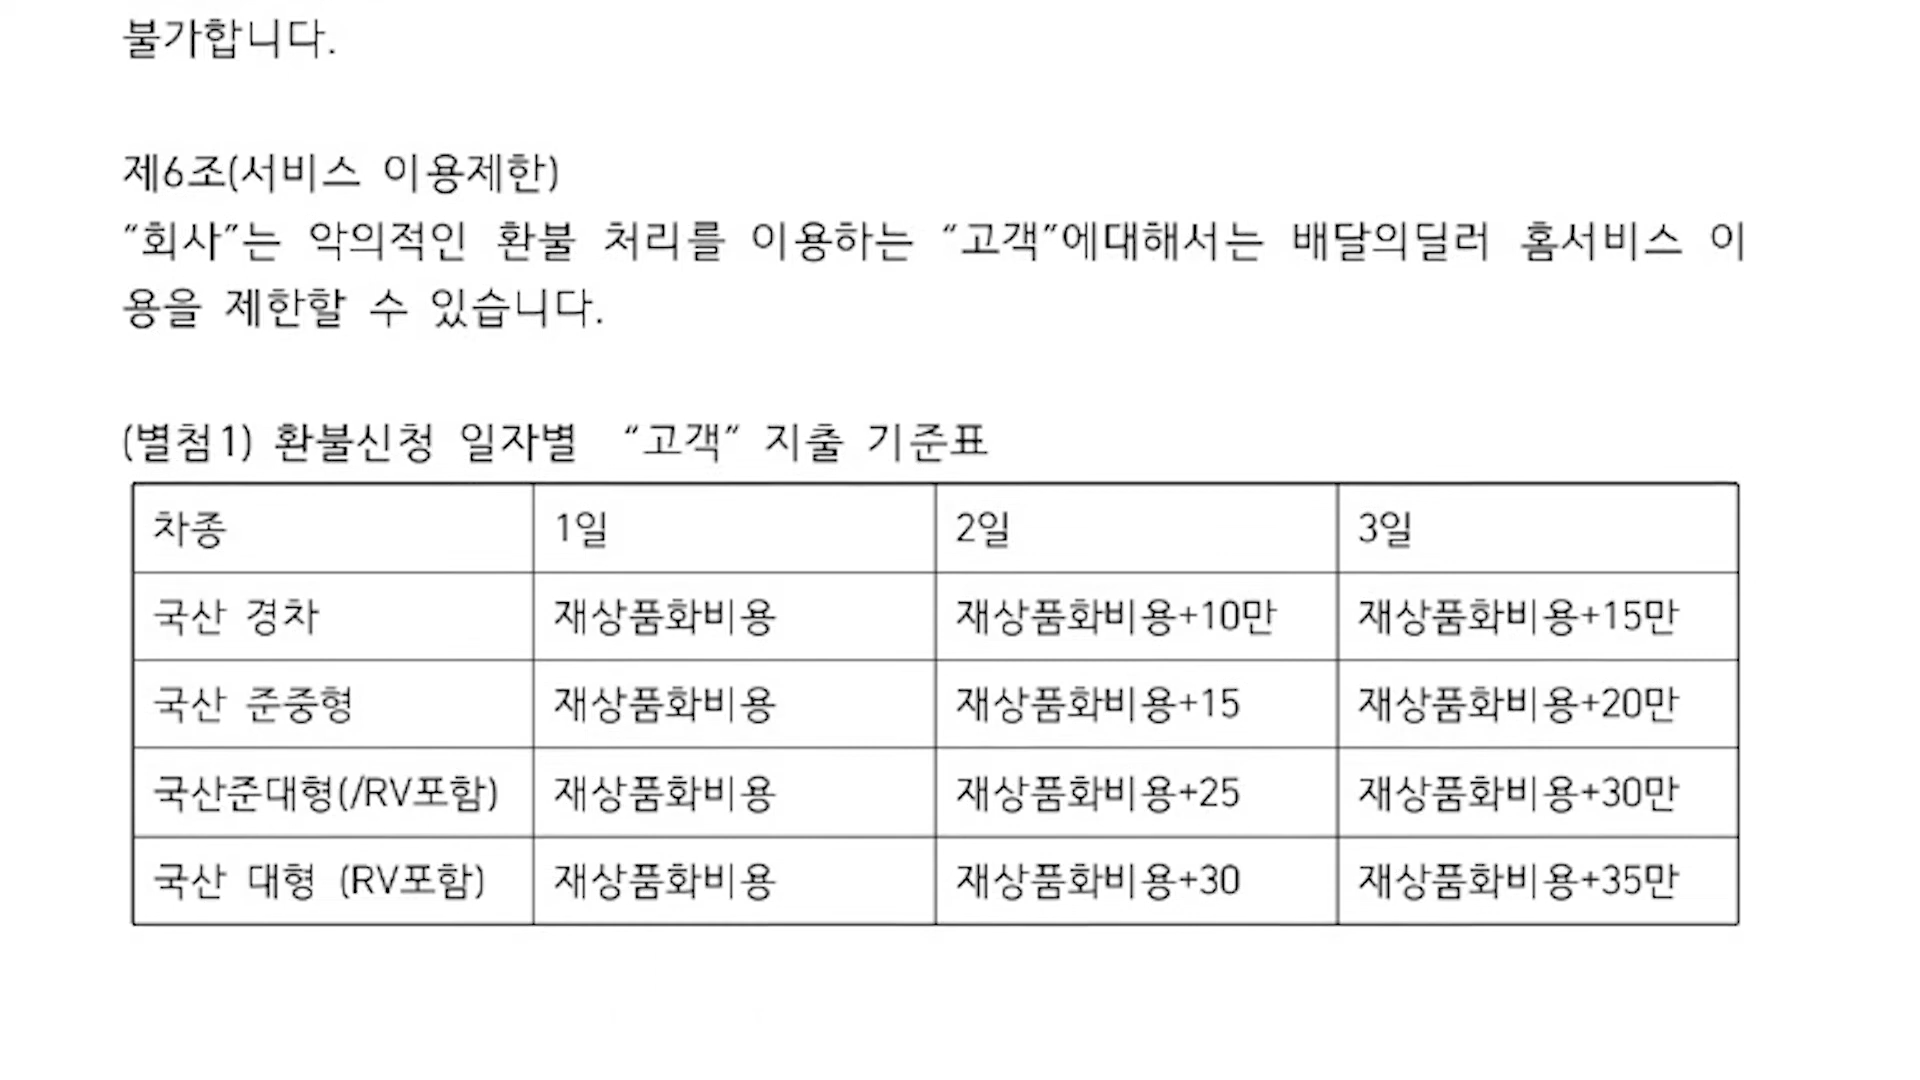 불가합니다.
제6조(서비스 이용제한)
"회사"는 악의적인 환불 처리를 이용하는 "고객"에대해서는 배달의딜러 홈서비스 이
용을 제한할 수 있습니다.
(별첨1) 환불신청 일자별 "고객" 지출 기준표
차종 1일 2일 3일
국산 경차 재상품화비용 재상품화비용+10만 재상품화비용+15만
국산 준중형 재상품화비용 재상품화비용+15 재상품화비용+20만
국산준대형(/RV포함) 재상품화비용 재상품화비용+25 재상품화비용+30만
국산 대형 (RV포함) 재상품화비용 재상품화비용+30 재상품화비용+35만